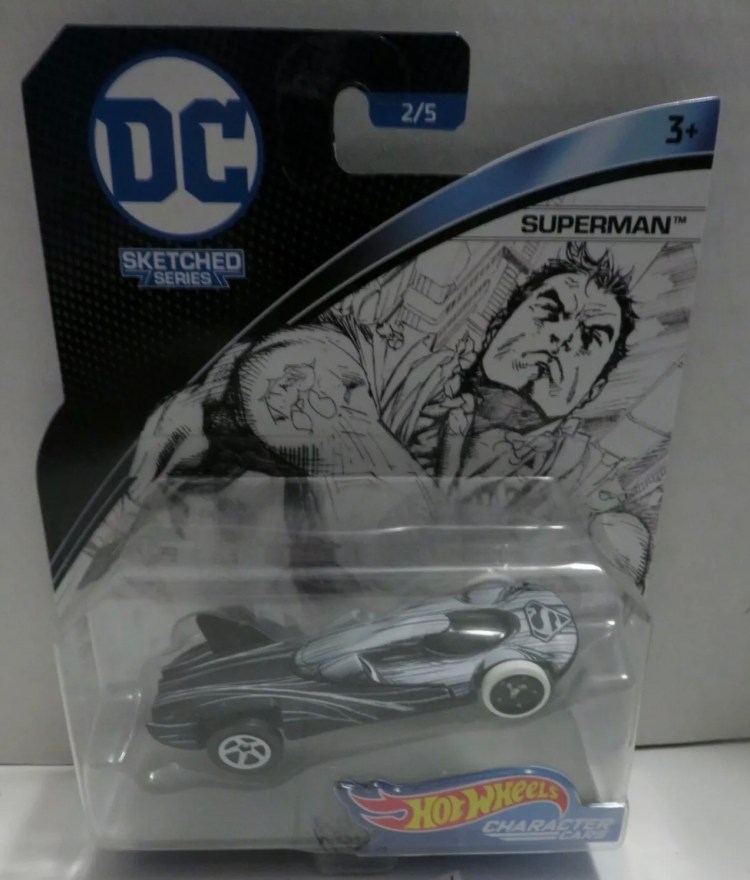 DC
2/5
3+
SUPERMAN™
SKETCHED
SERIES
S
HOT WHEELS
CHARACTER
CARS